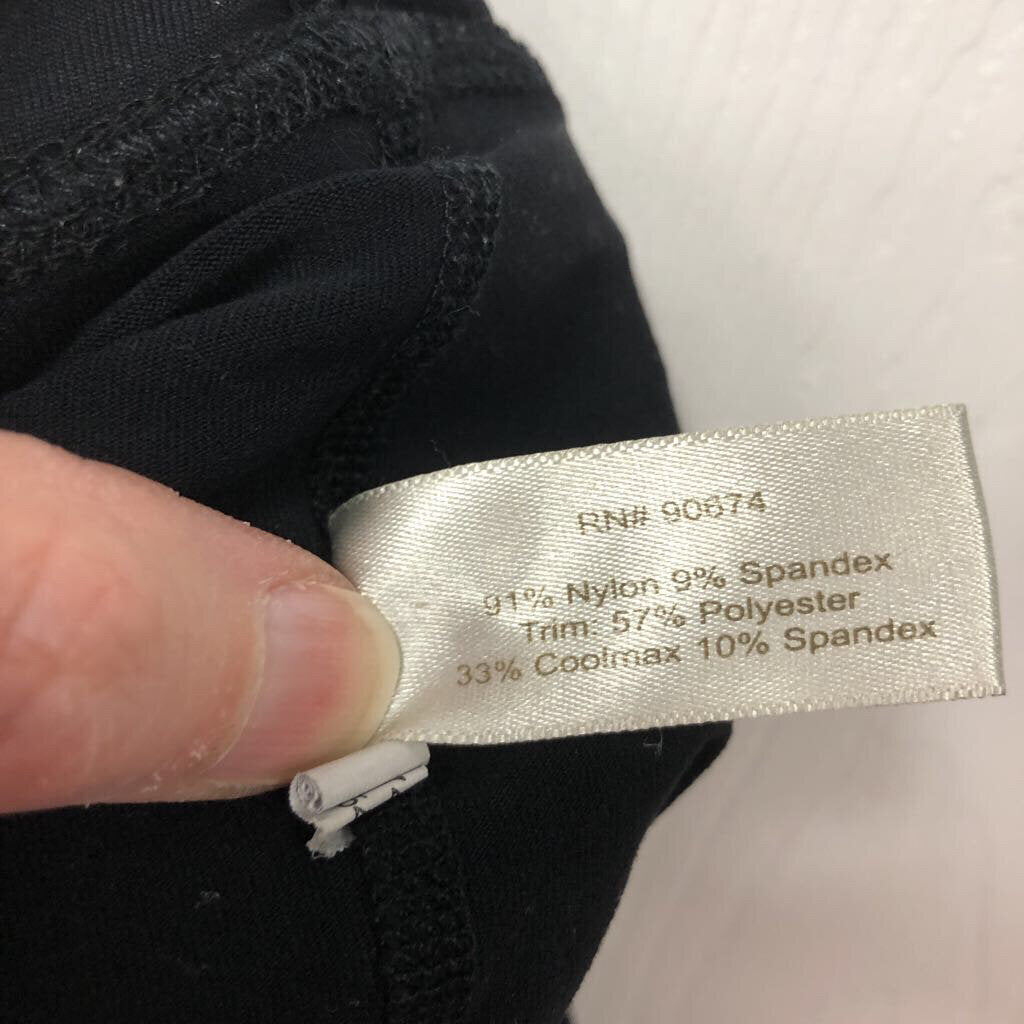 RN# 90674
91% Nylon 9% Spandex
Trim: 57% Polyester
33% Coolmax 10% Spandex